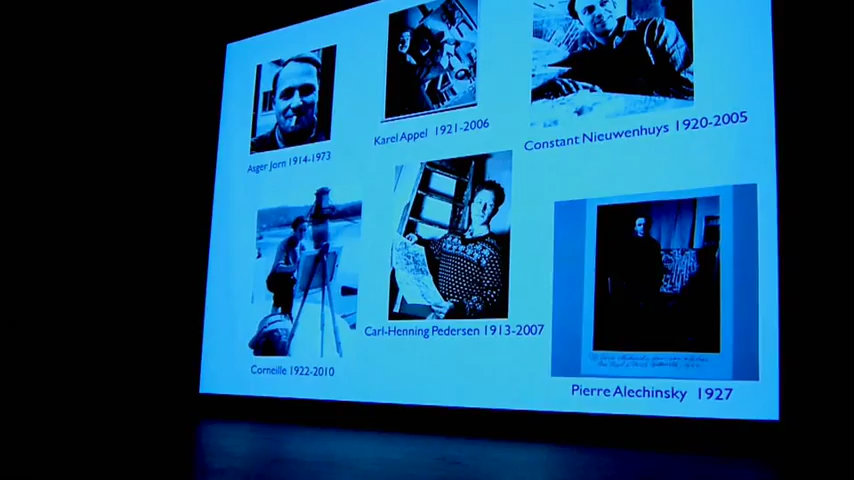 Asger Jorn 1914-1973
Karel Appel 1921-2006
Constant Nieuwenhuys 1920-2005
Corneille 1922-2010
Carl-Henning Pedersen 1913-2007
Pierre Alechinsky 1927